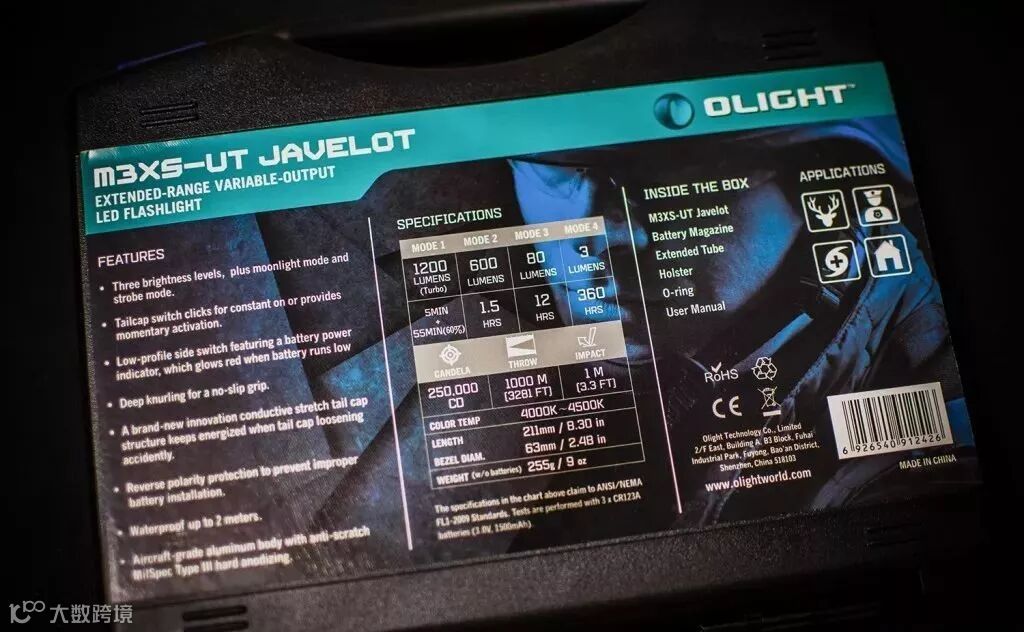 OLIGHT™
M3XS-UT JAVELOT
EXTENDED-RANGE VARIABLE-OUTPUT
LED FLASHLIGHT
FEATURES
• Three brightness levels, plus moonlight mode and
strobe mode.
• Tailcap switch clicks for constant on or provides
momentary activation.
• Low-profile side switch featuring a battery power
indicator, which glows red when battery runs low
• Deep knurling for a no-slip grip.
• A brand-new innovation conductive stretch tail cap
structure keeps energized when tail cap loosening
accidently.
• Reverse polarity protection to prevent improper
battery installation.
• Waterproof up to 2 meters.
• Aircraft-grade aluminum body with anti-scratch
MilSpec Type III hard anodizing.
SPECIFICATIONS
MODE 1 MODE 2 MODE 3 MODE 4
1200 LUMENS (Turbo) 600 LUMENS 80 LUMENS 3 LUMENS
5MIN + 55MIN(60%) 1.5 HRS 12 HRS 360 HRS
CANDELA THROW IMPACT
250,000 CD 1000 M (3281 FT) 1 M (3.3 FT)
COLOR TEMP 4000K~4500K
LENGTH 211mm / 8.30 in
BEZEL DIAM. 63mm / 2.48 in
WEIGHT (w/o batteries) 255g / 9 oz
The specifications in the chart above claim to ANSI/NEMA
FL1-2009 Standards. Tests are performed with 3 x CR123A
batteries (3.0V, 1500mAh).
INSIDE THE BOX
M3XS-UT Javelot
Battery Magazine
Extended Tube
Holster
O-ring
User Manual
APPLICATIONS
RoHS
CE
Olight Technology Co., Limited
2/F East, Building A, B3 Block, Fuhai
Industrial Park, Fuyong, Bao'an District,
Shenzhen, China 518103
www.olightworld.com
6 926540 912426
MADE IN CHINA
大数跨境